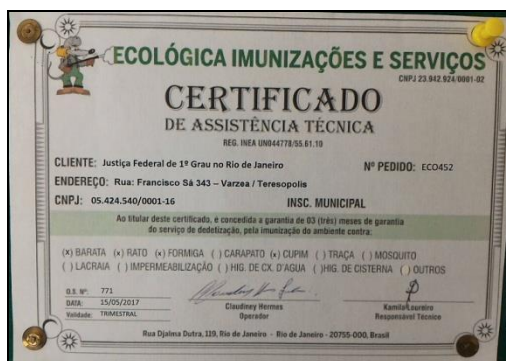 ECOLÓGICA IMUNIZAÇÕES E SERVIÇOS
CNPJ 23.942.924/0001-02
CERTIFICADO
DE ASSISTÊNCIA TÉCNICA
REG. INEA UN044778/55.61.10
CLIENTE: Justiça Federal de 1º Grau no Rio de Janeiro Nº PEDIDO: ECO452
ENDEREÇO: Rua: Francisco Sá 343 – Varzea / Teresopolis
CNPJ: 05.424.540/0001-16 INSC. MUNICIPAL
Ao titular deste certificado, é concedida a garantia de 03 (três) meses de garantia
do serviço de dedetização, pela imunização do ambiente contra:
(x) BARATA (x) RATO (x) FORMIGA ( ) CARAPATO (x) CUPIM ( ) TRAÇA ( ) MOSQUITO
( ) LACRAIA ( ) IMPERMEABILIZAÇÃO ( ) HIG. DE CX. D'AGUA ( )HIG. DE CISTERNA ( ) OUTROS
O.S. Nº: 771
DATA: 15/05/2017
Validade: TRIMESTRAL
Claudiney Hermes
Operador
Kamila Loureiro
Responsável Técnico
Rua Djalma Dutra, 119, Rio de Janeiro - Rio de Janeiro - 20755-000, Brasil